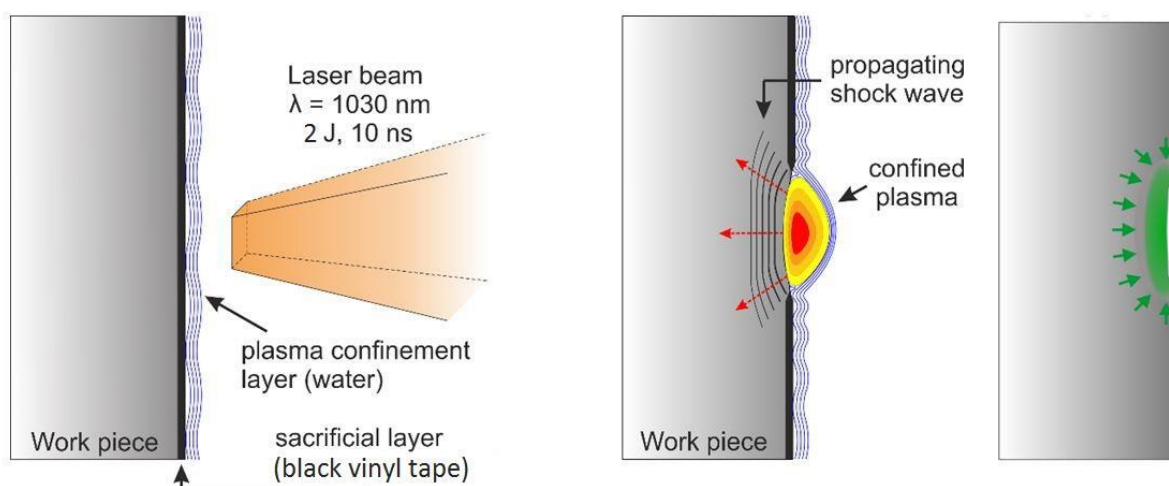 Laser beam
λ = 1030 nm
2 J, 10 ns
plasma confinement
layer (water)
Work piece
sacrificial layer
(black vinyl tape)
propagating
shock wave
confined
plasma
Work piece